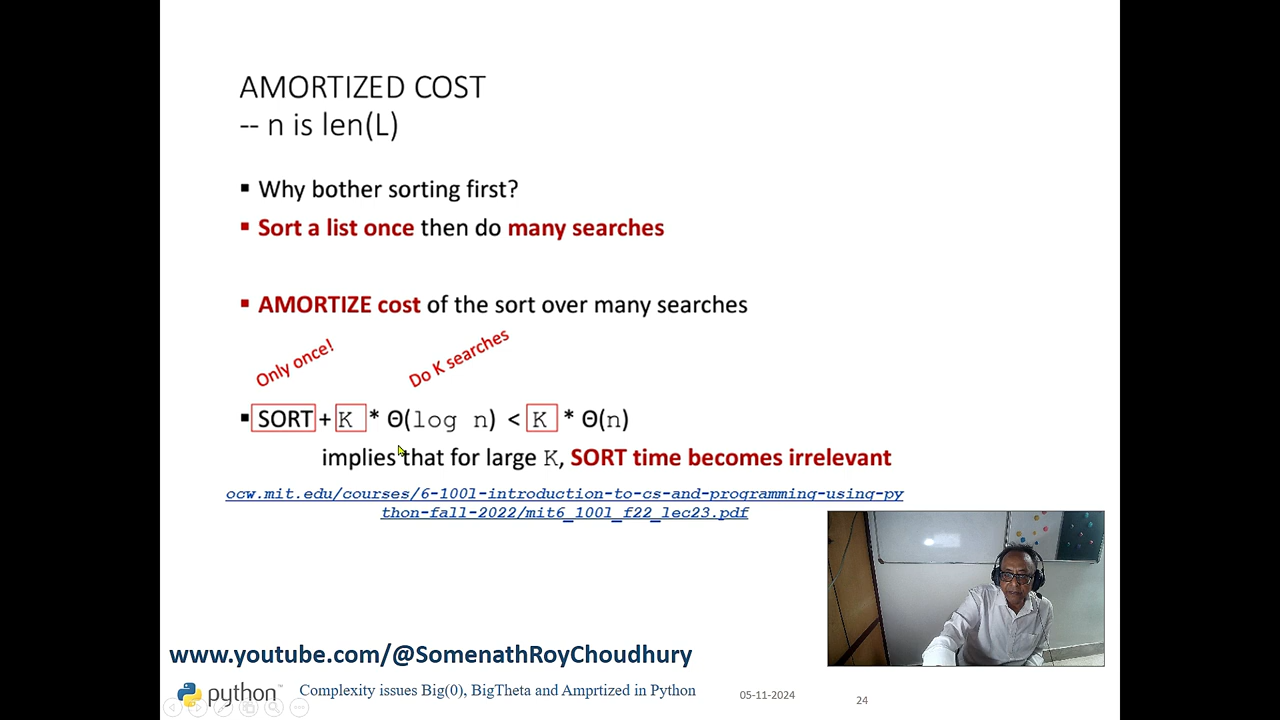 AMORTIZED COST
-- n is len(L)
▪ Why bother sorting first?
▪ Sort a list once then do many searches
▪ AMORTIZE cost of the sort over many searches
Only once!
Do K searches
▪ SORT + K * Θ(log n) < K * Θ(n)
implies that for large K, SORT time becomes irrelevant
ocw.mit.edu/courses/6-100l-introduction-to-cs-and-programming-using-py
thon-fall-2022/mit6_100l_f22_lec23.pdf
www.youtube.com/@SomenathRoyChoudhury
python™
Complexity issues Big(0), BigTheta and Amprtized in Python
05-11-2024
24